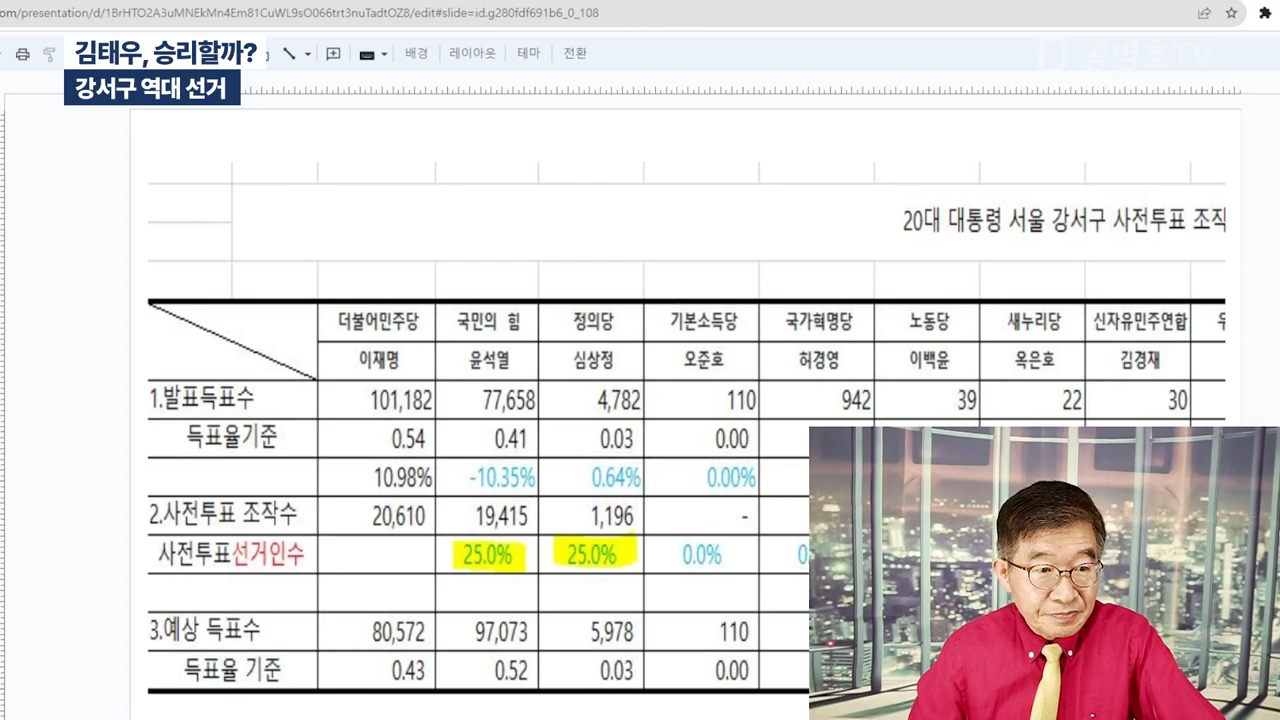 om/presentation/d/1BrHTO2A3uMNEkMn4Em81CuWL9sO066trt3nuTadtOZ8/edit#slide=id.g280fdf691b6_0_108
김태우, 승리할까?
강서구 역대 선거
배경 레이아웃 테마 전환
공병호TV
20대 대통령 서울 강서구 사전투표 조작
더불어민주당 국민의 힘 정의당 기본소득당 국가혁명당 노동당 새누리당 신자유민주연합
이재명 윤석열 심상정 오준호 허경영 이백윤 옥은호 김경재
1.발표득표수 101,182 77,658 4,782 110 942 39 22 30
득표율기준 0.54 0.41 0.03 0.00
10.98% -10.35% 0.64% 0.00%
2.사전투표 조작수 20,610 19,415 1,196 -
사전투표선거인수 25.0% 25.0% 0.0% 0.
3.예상 득표수 80,572 97,073 5,978 110
득표율 기준 0.43 0.52 0.03 0.00